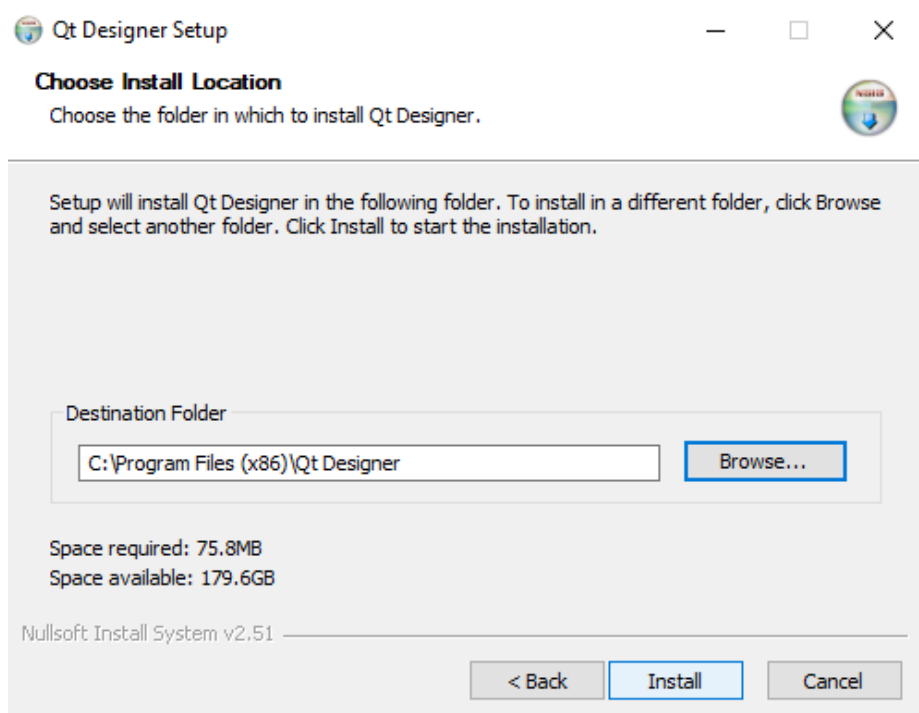 Qt Designer Setup
Choose Install Location
Choose the folder in which to install Qt Designer.
NSIS
Setup will install Qt Designer in the following folder. To install in a different folder, click Browse
and select another folder. Click Install to start the installation.
Destination Folder
C:\Program Files (x86)\Qt Designer
Browse...
Space required: 75.8MB
Space available: 179.6GB
Nullsoft Install System v2.51
< Back
Install
Cancel